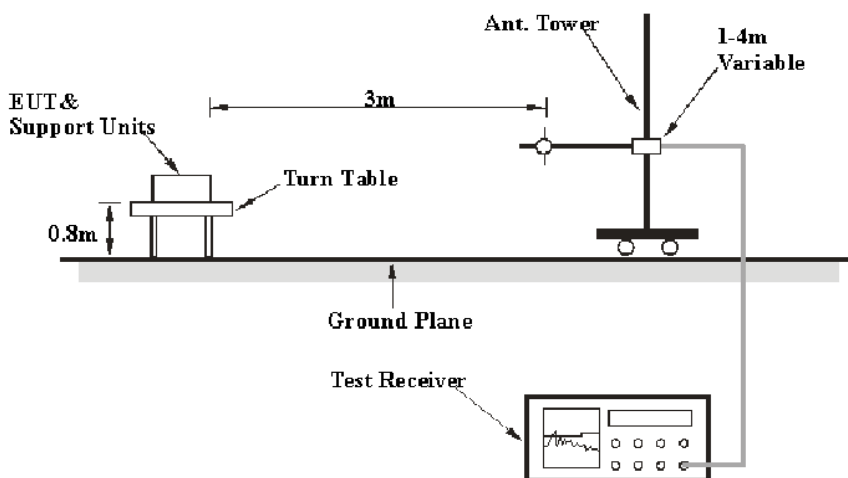 Ant. Tower
1-4m
Variable
3m
EUT&
Support Units
Turn Table
0.8m
Ground Plane
Test Receiver